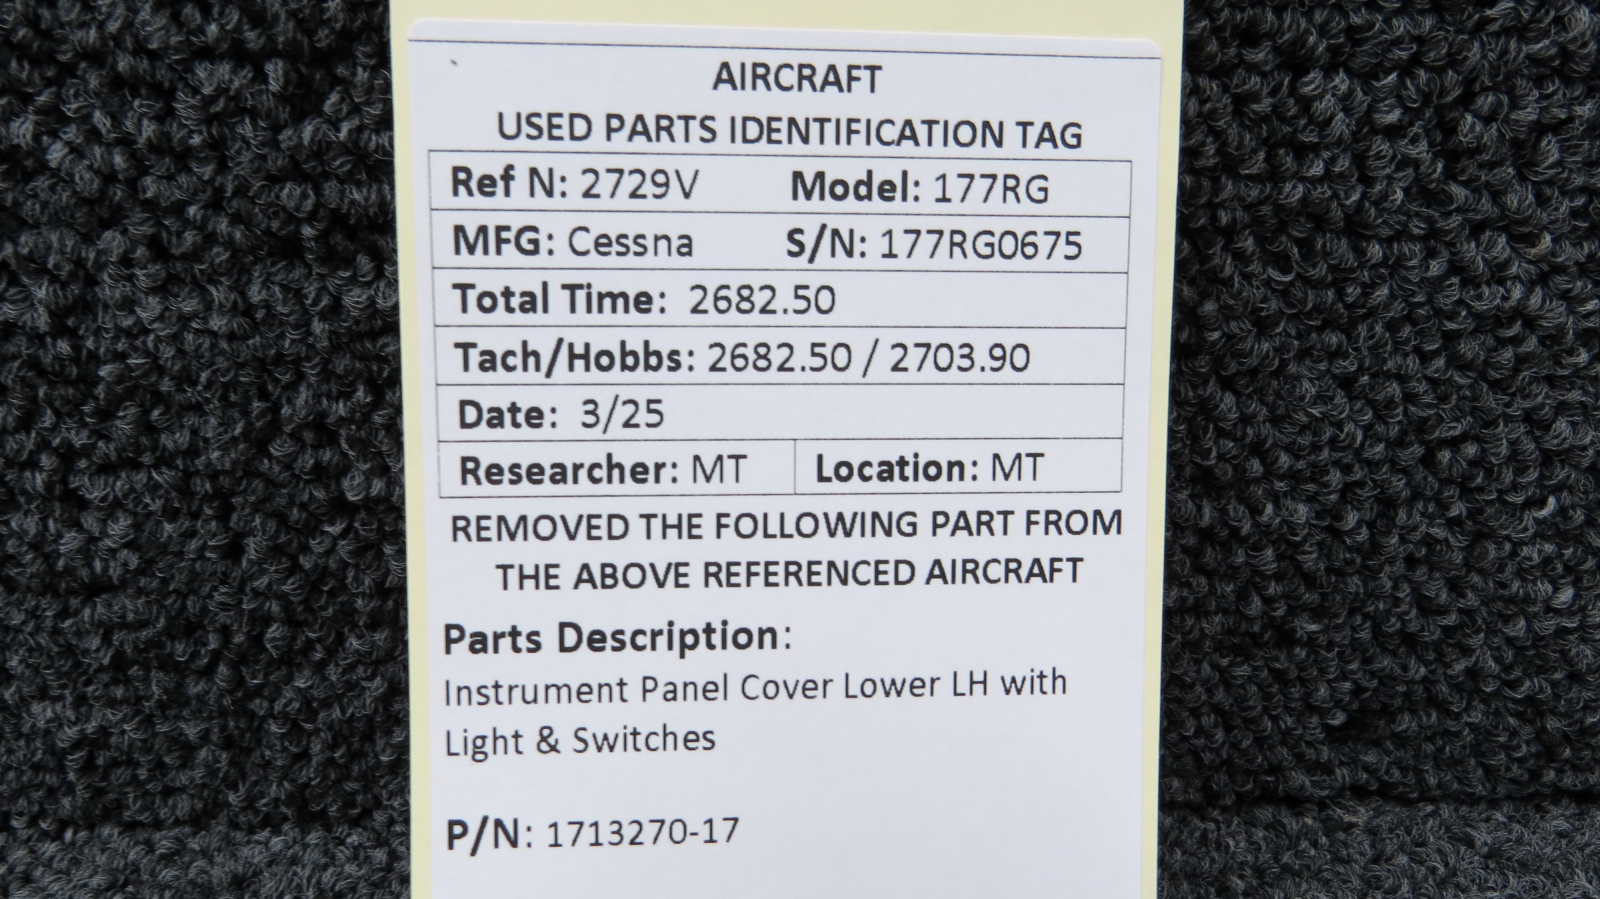 AIRCRAFT
USED PARTS IDENTIFICATION TAG
Ref N: 2729V Model: 177RG
MFG: Cessna S/N: 177RG0675
Total Time: 2682.50
Tach/Hobbs: 2682.50 / 2703.90
Date: 3/25
Researcher: MT Location: MT
REMOVED THE FOLLOWING PART FROM
THE ABOVE REFERENCED AIRCRAFT
Parts Description:
Instrument Panel Cover Lower LH with
Light & Switches
P/N: 1713270-17